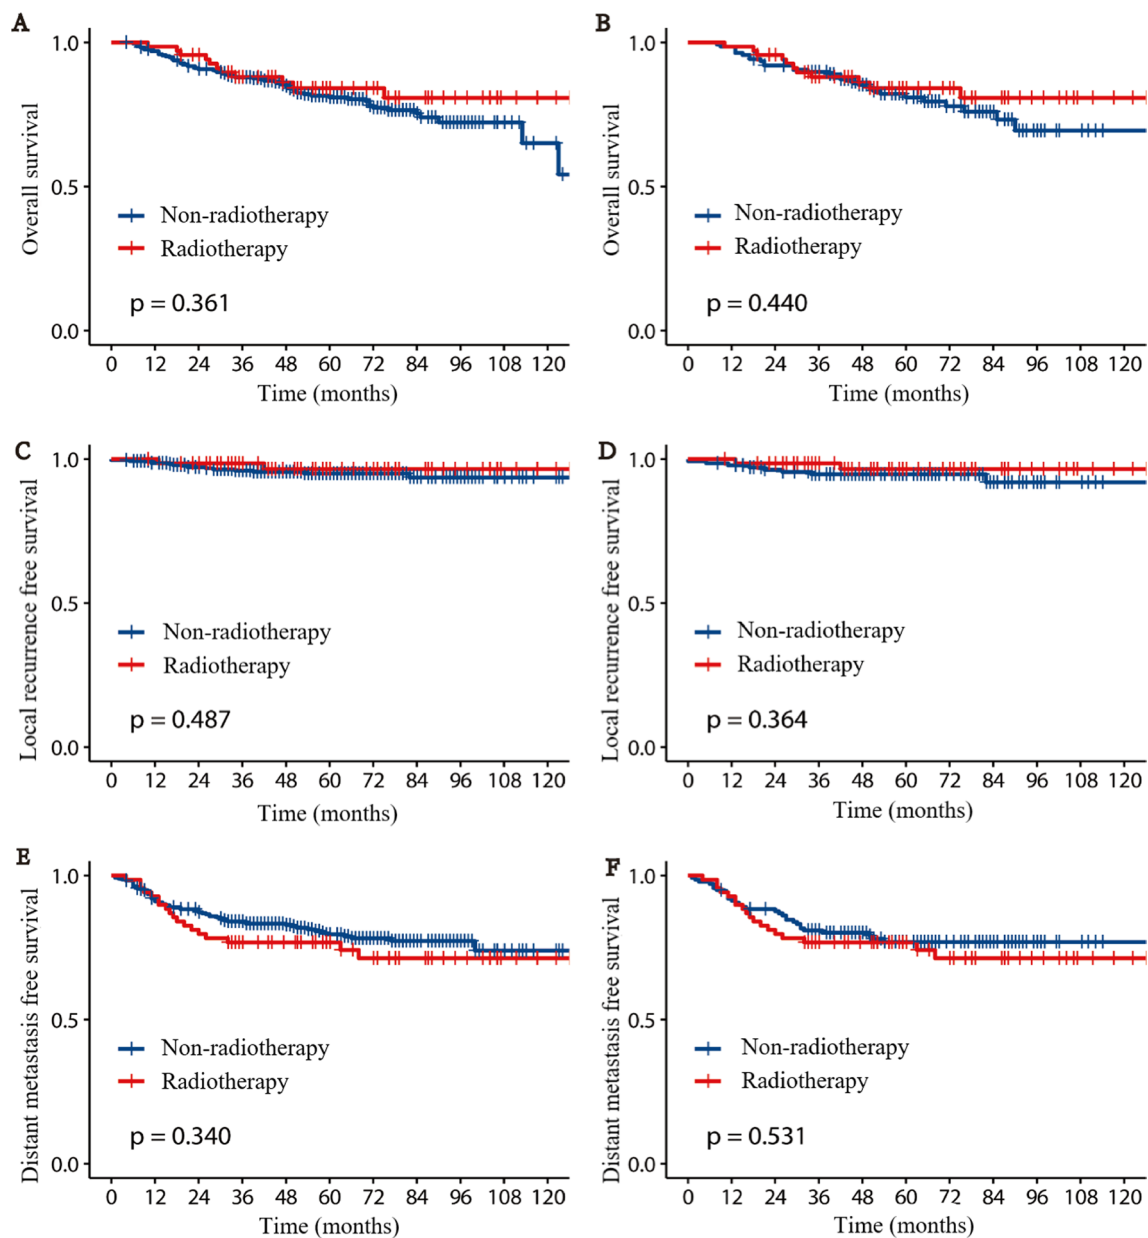 A
Overall survival
1.0
0.5
0.0
Non-radiotherapy
Radiotherapy
p = 0.361
0 12 24 36 48 60 72 84 96 108 120
Time (months)
B
Overall survival
1.0
0.5
0.0
Non-radiotherapy
Radiotherapy
p = 0.440
0 12 24 36 48 60 72 84 96 108 120
Time (months)
C
Local recurrence free survival
1.0
0.5
0.0
Non-radiotherapy
Radiotherapy
p = 0.487
0 12 24 36 48 60 72 84 96 108 120
Time (months)
D
Local recurrence free survival
1.0
0.5
0.0
Non-radiotherapy
Radiotherapy
p = 0.364
0 12 24 36 48 60 72 84 96 108 120
Time (months)
E
Distant metastasis free survival
1.0
0.5
0.0
Non-radiotherapy
Radiotherapy
p = 0.340
0 12 24 36 48 60 72 84 96 108 120
Time (months)
F
Distant metastasis free survival
1.0
0.5
0.0
Non-radiotherapy
Radiotherapy
p = 0.531
0 12 24 36 48 60 72 84 96 108 120
Time (months)